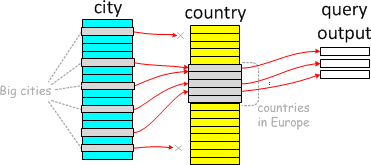 city
country
query
output
Big cities
countries
in Europe